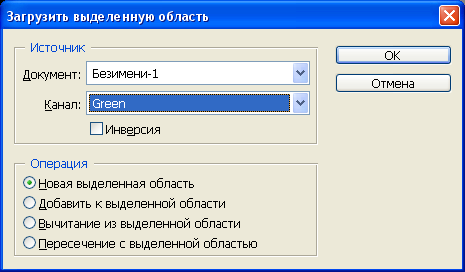 Загрузить выделенную область
Источник
Документ: Безимени-1
Канал: Green
Инверсия
OK
Отмена
Операция
Новая выделенная область
Добавить к выделенной области
Вычитание из выделенной области
Пересечение с выделенной областью